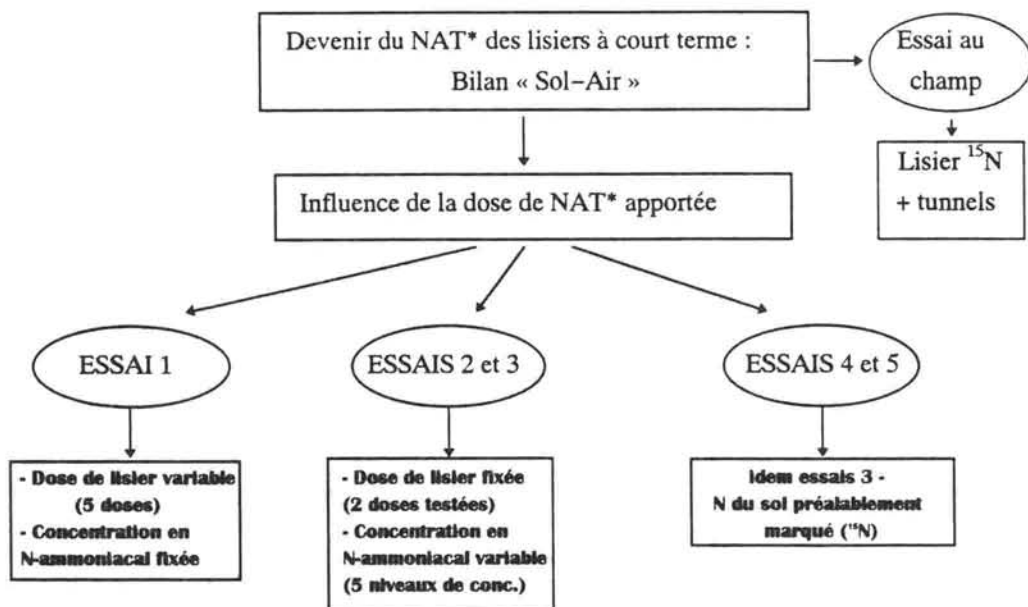 Devenir du NAT* des lisiers à court terme :
Bilan « Sol–Air »
Essai au
champ
Lisier ¹⁵N
+ tunnels
Influence de la dose de NAT* apportée
ESSAI 1
ESSAIS 2 et 3
ESSAIS 4 et 5
- Dose de lisier variable
(5 doses)
- Concentration en
N-ammoniacal fixée
- Dose de lisier fixée
(2 doses testées)
- Concentration en
N-ammoniacal variable
(5 niveaux de conc.)
idem essais 3 -
N du sol préalablement
marqué (¹⁵N)